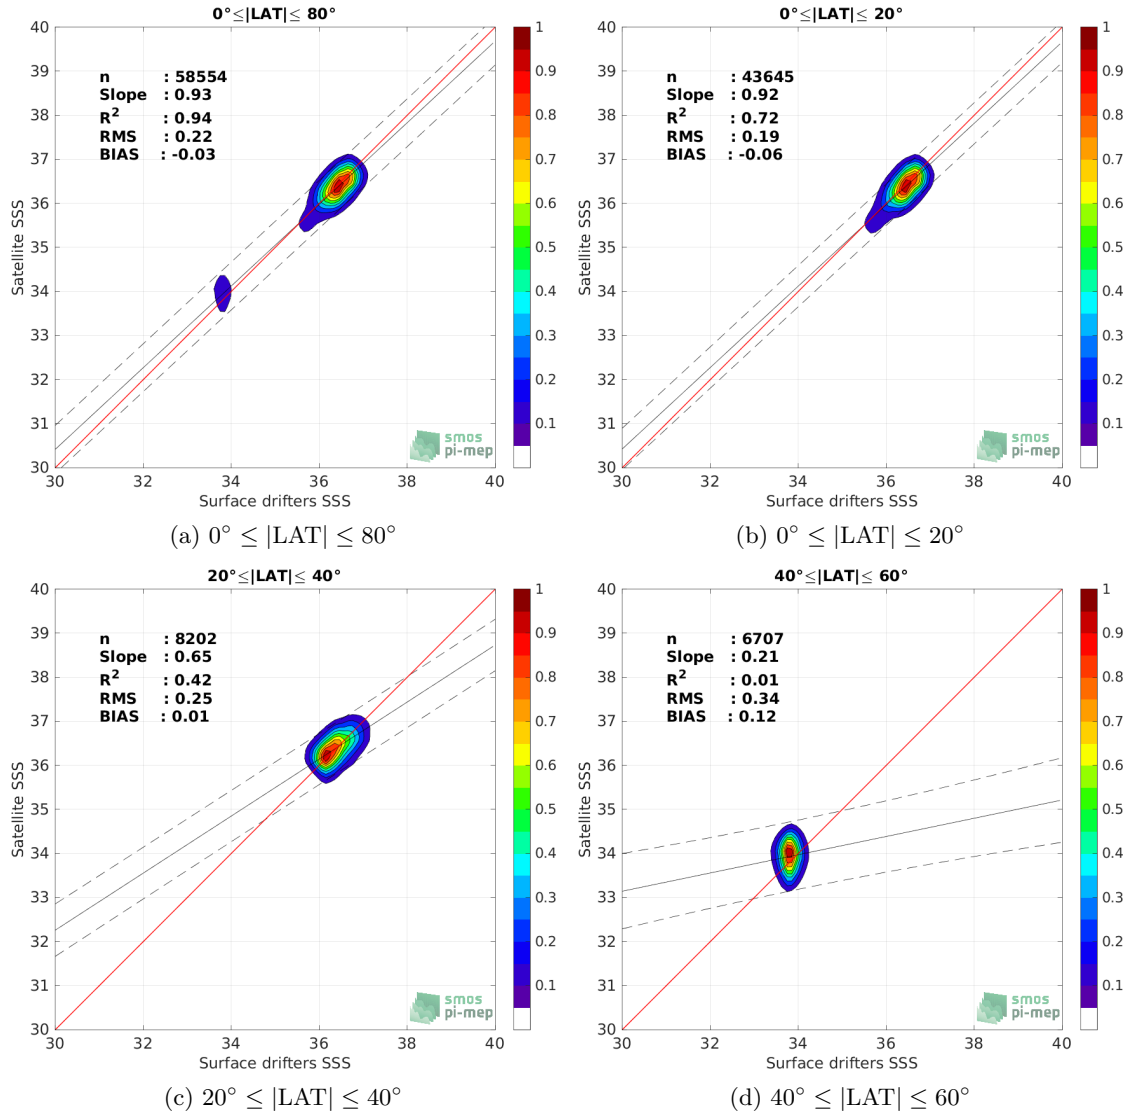 0°≤|LAT|≤ 80°
n : 58554
Slope : 0.93
R² : 0.94
RMS : 0.22
BIAS : -0.03
Satellite SSS
40
39
38
37
36
35
34
33
32
31
30
30 32 34 36 38 40
Surface drifters SSS
1
0.9
0.8
0.7
0.6
0.5
0.4
0.3
0.2
0.1
smos
pi-mep
(a) 0° ≤ |LAT| ≤ 80°
0°≤|LAT|≤ 20°
n : 43645
Slope : 0.92
R² : 0.72
RMS : 0.19
BIAS : -0.06
Satellite SSS
40
39
38
37
36
35
34
33
32
31
30
30 32 34 36 38 40
Surface drifters SSS
1
0.9
0.8
0.7
0.6
0.5
0.4
0.3
0.2
0.1
smos
pi-mep
(b) 0° ≤ |LAT| ≤ 20°
20°≤|LAT|≤ 40°
n : 8202
Slope : 0.65
R² : 0.42
RMS : 0.25
BIAS : 0.01
Satellite SSS
40
39
38
37
36
35
34
33
32
31
30
30 32 34 36 38 40
Surface drifters SSS
1
0.9
0.8
0.7
0.6
0.5
0.4
0.3
0.2
0.1
smos
pi-mep
(c) 20° ≤ |LAT| ≤ 40°
40°≤|LAT|≤ 60°
n : 6707
Slope : 0.21
R² : 0.01
RMS : 0.34
BIAS : 0.12
Satellite SSS
40
39
38
37
36
35
34
33
32
31
30
30 32 34 36 38 40
Surface drifters SSS
1
0.9
0.8
0.7
0.6
0.5
0.4
0.3
0.2
0.1
smos
pi-mep
(d) 40° ≤ |LAT| ≤ 60°